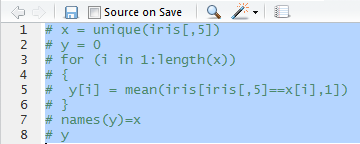 Source on Save
1 # x = unique(iris[,5])
2 # y = 0
3 # for (i in 1:length(x))
4 # {
5 #  y[i] = mean(iris[iris[,5]==x[i],1])
6 # }
7 # names(y)=x
8 # y